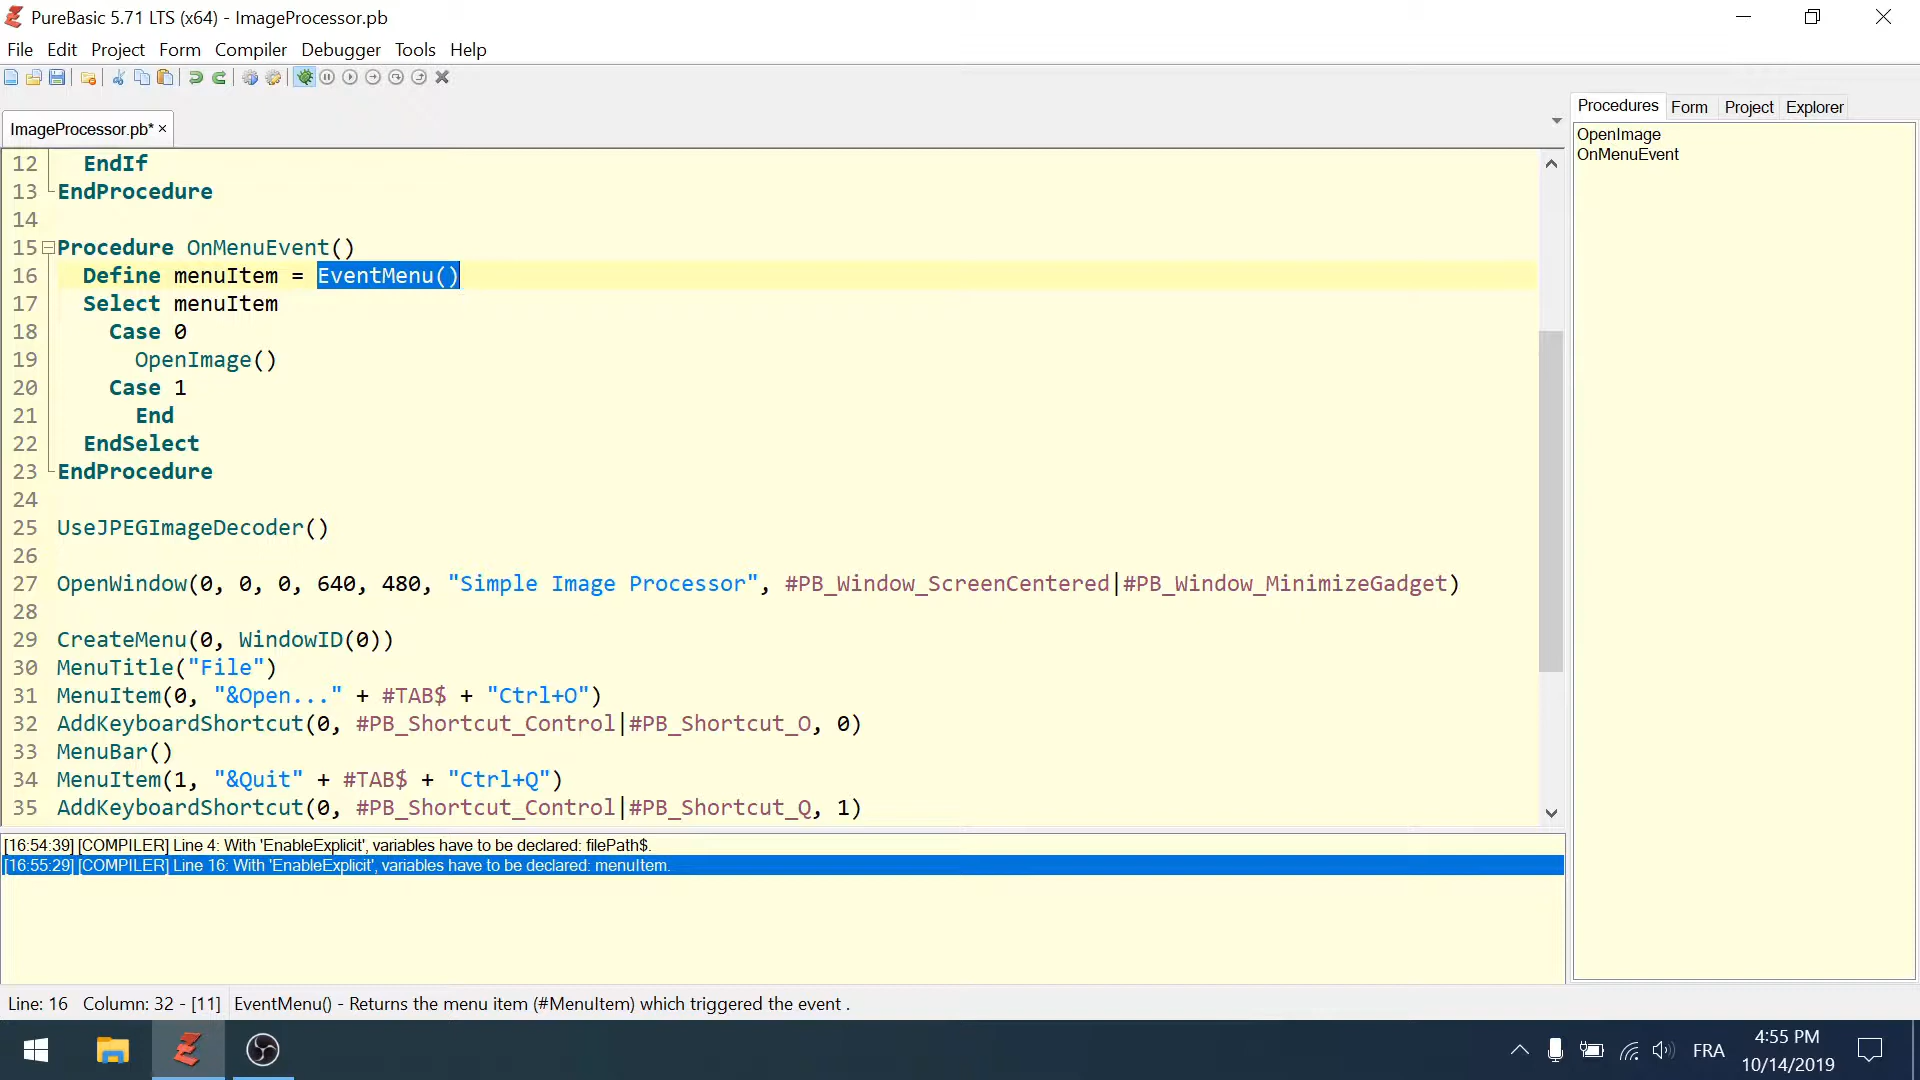 PureBasic 5.71 LTS (x64) - ImageProcessor.pb
File Edit Project Form Compiler Debugger Tools Help
ImageProcessor.pb* ×
Procedures Form Project Explorer
OpenImage
OnMenuEvent
12 EndIf
13 EndProcedure
14
15 Procedure OnMenuEvent()
16 Define menuItem = EventMenu()
17 Select menuItem
18 Case 0
19 OpenImage()
20 Case 1
21 End
22 EndSelect
23 EndProcedure
24
25 UseJPEGImageDecoder()
26
27 OpenWindow(0, 0, 0, 640, 480, "Simple Image Processor", #PB_Window_ScreenCentered|#PB_Window_MinimizeGadget)
28
29 CreateMenu(0, WindowID(0))
30 MenuTitle("File")
31 MenuItem(0, "&Open..." + #TAB$ + "Ctrl+O")
32 AddKeyboardShortcut(0, #PB_Shortcut_Control|#PB_Shortcut_O, 0)
33 MenuBar()
34 MenuItem(1, "&Quit" + #TAB$ + "Ctrl+Q")
35 AddKeyboardShortcut(0, #PB_Shortcut_Control|#PB_Shortcut_Q, 1)
[16:54:39] [COMPILER] Line 4: With 'EnableExplicit', variables have to be declared: filePath$.
[16:55:29] [COMPILER] Line 16: With 'EnableExplicit', variables have to be declared: menuItem.
Line: 16 Column: 32 - [11] EventMenu() - Returns the menu item (#MenuItem) which triggered the event .
FRA
4:55 PM
10/14/2019